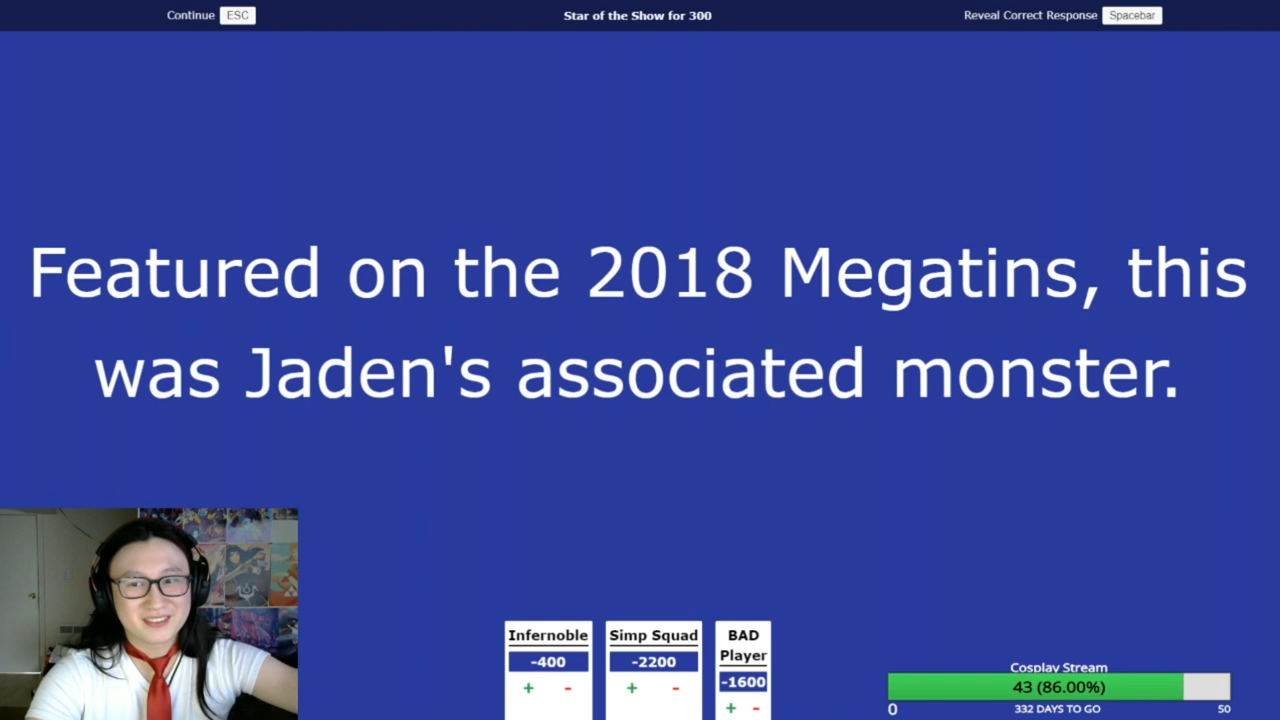 Continue ESC Star of the Show for 300 Reveal Correct Response Spacebar
Featured on the 2018 Megatins, this
was Jaden's associated monster.
Infernoble Simp Squad BAD
Player
-400 -2200 -1600
+ - + - + -
Cosplay Stream
43 (86.00%)
0 332 DAYS TO GO 50